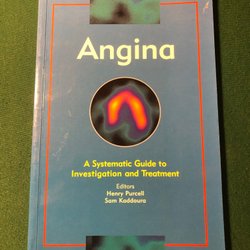 Angina
A Systematic Guide to
Investigation and Treatment
Editors
Henry Purcell
Sam Kaddoura